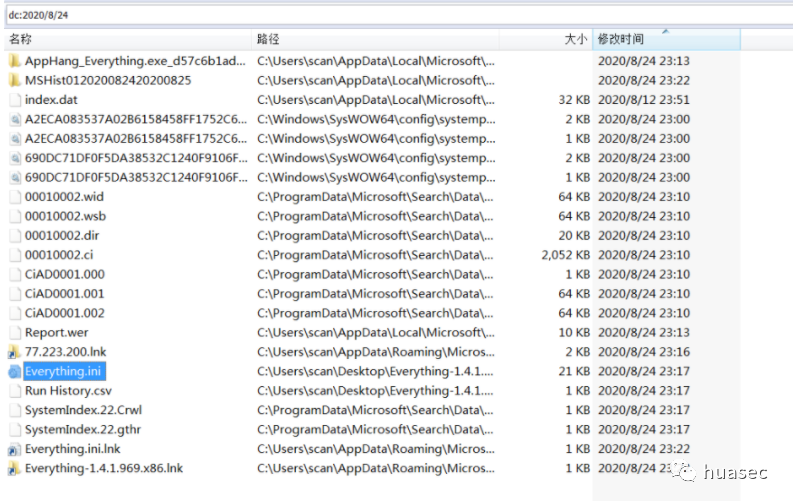 dc:2020/8/24
名称 路径 大小 修改时间
AppHang_Everything.exe_d57c6b1ad... C:\Users\scan\AppData\Local\Microsoft\... 2020/8/24 23:13
MSHist012020082420200825 C:\Users\scan\AppData\Local\Microsoft\... 2020/8/24 23:22
index.dat C:\Users\scan\AppData\Local\Microsoft\... 32 KB 2020/8/12 23:51
A2ECA083537A02B6158458FF1752C6... C:\Windows\SysWOW64\config\systemp... 2 KB 2020/8/24 23:00
A2ECA083537A02B6158458FF1752C6... C:\Windows\SysWOW64\config\systemp... 1 KB 2020/8/24 23:00
690DC71DF0F5DA38532C1240F9106F... C:\Windows\SysWOW64\config\systemp... 2 KB 2020/8/24 23:00
690DC71DF0F5DA38532C1240F9106F... C:\Windows\SysWOW64\config\systemp... 1 KB 2020/8/24 23:00
00010002.wid C:\ProgramData\Microsoft\Search\Data\... 64 KB 2020/8/24 23:10
00010002.wsb C:\ProgramData\Microsoft\Search\Data\... 64 KB 2020/8/24 23:10
00010002.dir C:\ProgramData\Microsoft\Search\Data\... 20 KB 2020/8/24 23:10
00010002.ci C:\ProgramData\Microsoft\Search\Data\... 2,052 KB 2020/8/24 23:10
CiAD0001.000 C:\ProgramData\Microsoft\Search\Data\... 1 KB 2020/8/24 23:10
CiAD0001.001 C:\ProgramData\Microsoft\Search\Data\... 64 KB 2020/8/24 23:10
CiAD0001.002 C:\ProgramData\Microsoft\Search\Data\... 64 KB 2020/8/24 23:10
Report.wer C:\Users\scan\AppData\Local\Microsoft\... 10 KB 2020/8/24 23:13
77.223.200.lnk C:\Users\scan\AppData\Roaming\Micros... 2 KB 2020/8/24 23:16
Everything.ini C:\Users\scan\Desktop\Everything-1.4.1.... 21 KB 2020/8/24 23:17
Run History.csv C:\Users\scan\Desktop\Everything-1.4.1.... 1 KB 2020/8/24 23:17
SystemIndex.22.Crwl C:\ProgramData\Microsoft\Search\Data\... 1 KB 2020/8/24 23:17
SystemIndex.22.gthr C:\ProgramData\Microsoft\Search\Data\... 1 KB 2020/8/24 23:17
Everything.ini.lnk C:\Users\scan\AppData\Roaming\Micros... 1 KB 2020/8/24 23:22
Everything-1.4.1.969.x86.lnk C:\Users\scan\AppData\Roaming\Micros... 1 KB 2020/8/24
huasec